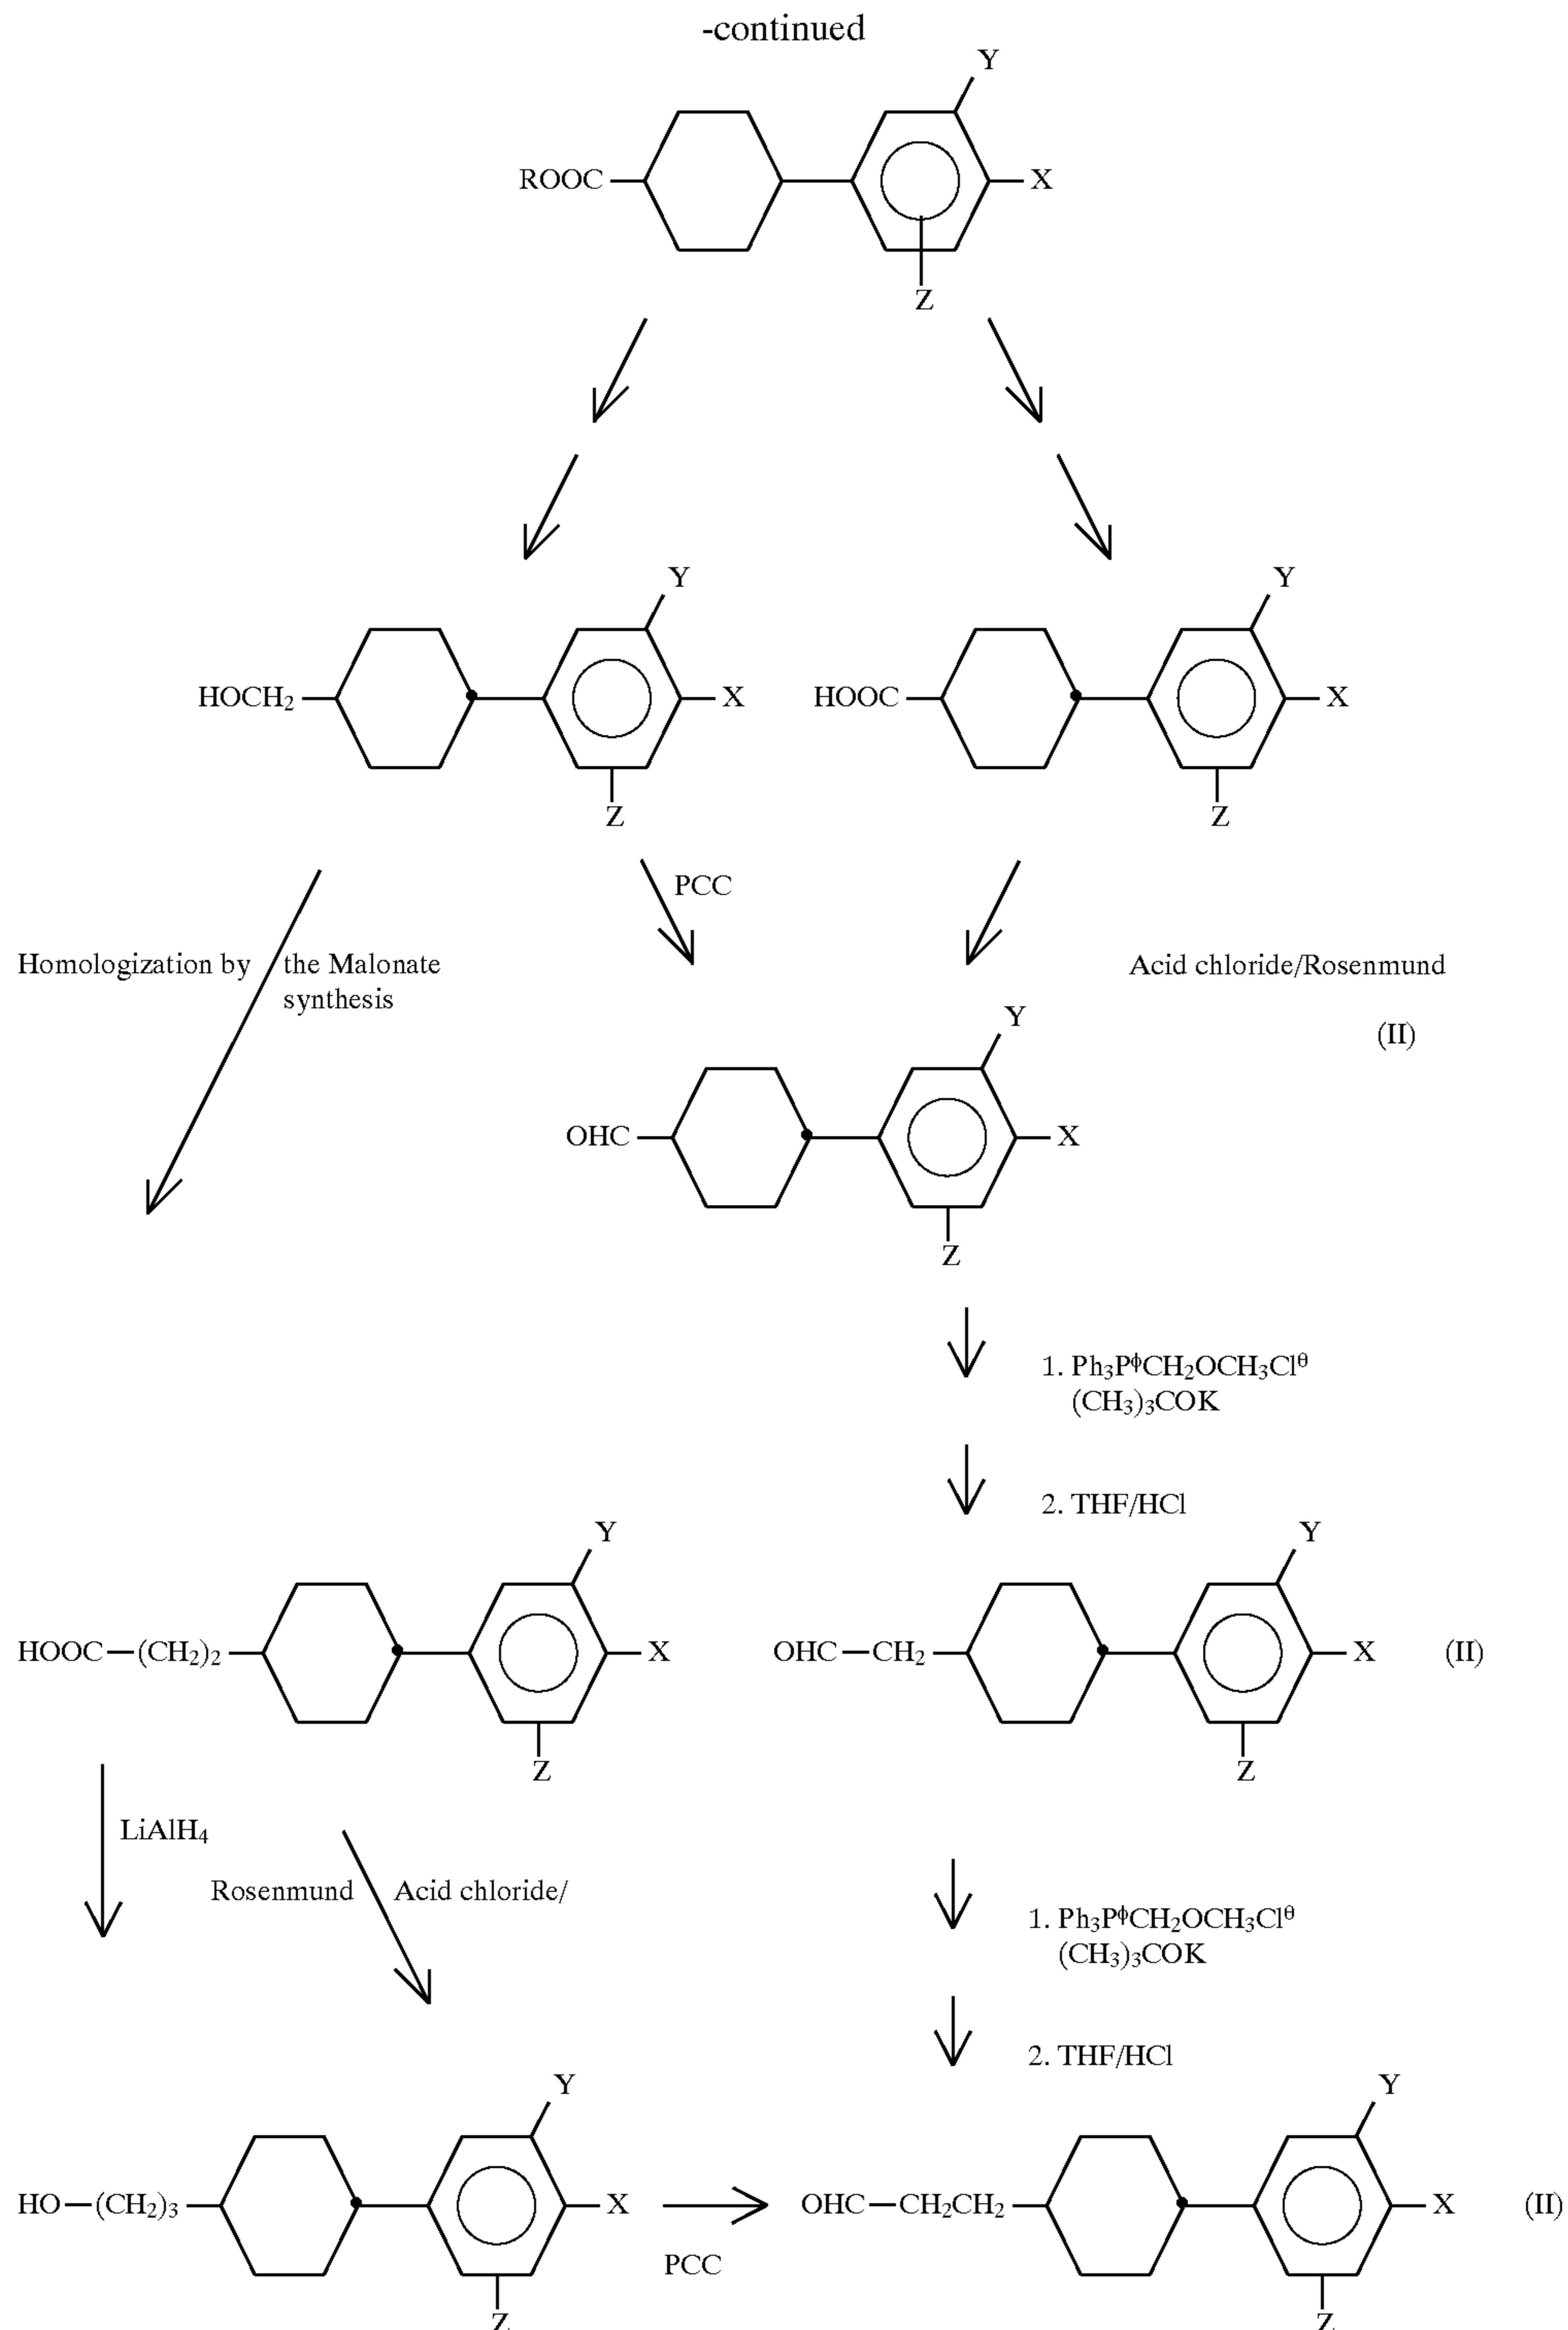 -continued
Y
ROOC
X
Z
Y
Y
HOCH₂
X
HOOC
X
Z
Z
PCC
Homologization by the Malonate
synthesis
Acid chloride/Rosenmund
(II)
Y
OHC
X
Z
1. Ph₃PᶲCH₂OCH₃Clᶿ
(CH₃)₃COK
2. THF/HCl
Y
Y
HOOC—(CH₂)₂
X
OHC—CH₂
X
(II)
Z
Z
LiAlH₄
Rosenmund
Acid chloride/
1. Ph₃PᶲCH₂OCH₃Clᶿ
(CH₃)₃COK
2. THF/HCl
Y
Y
HO—(CH₂)₃
X
OHC—CH₂CH₂
X
(II)
PCC
Z
Z